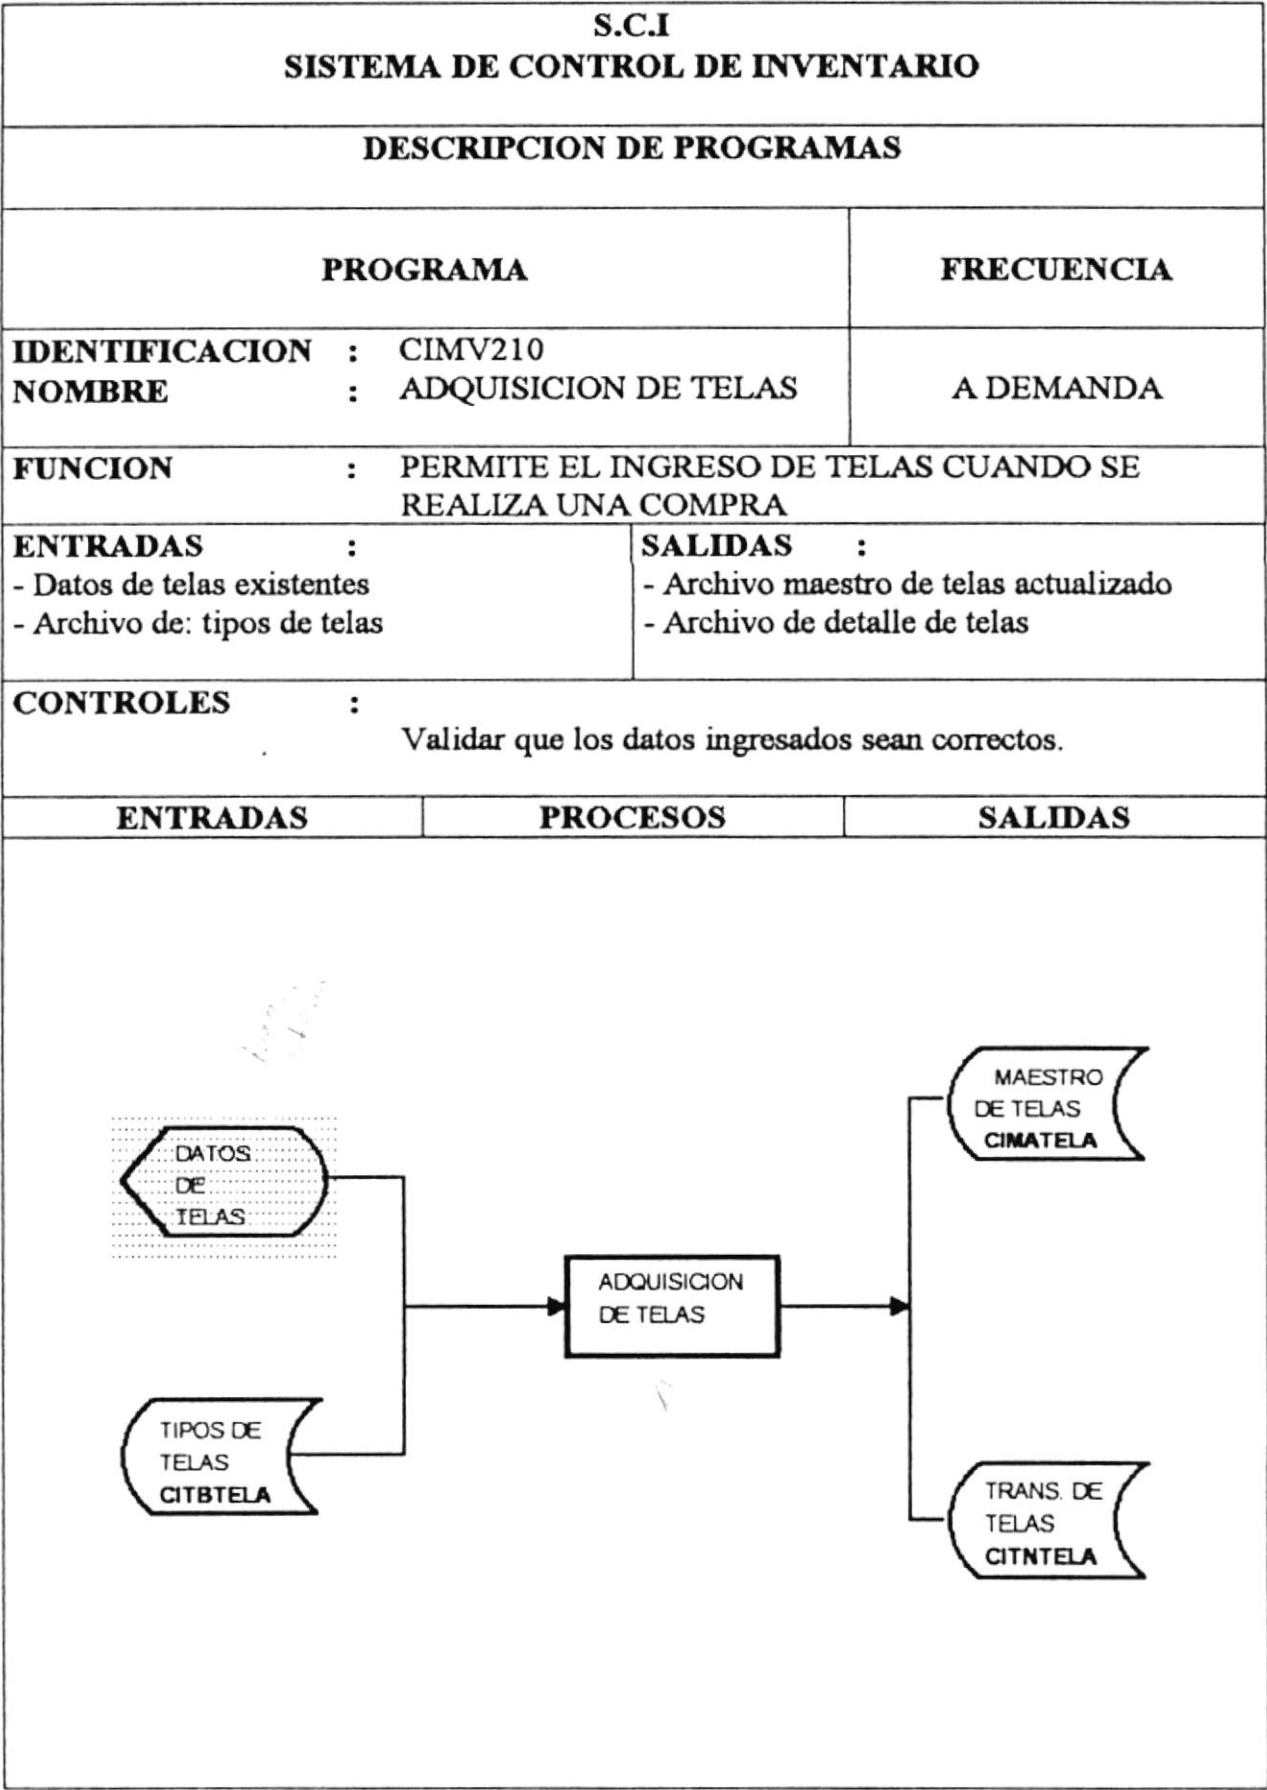 S.C.I
SISTEMA DE CONTROL DE INVENTARIO
DESCRIPCION DE PROGRAMAS
PROGRAMA FRECUENCIA
IDENTIFICACION : CIMV210
NOMBRE : ADQUISICION DE TELAS A DEMANDA
FUNCION : PERMITE EL INGRESO DE TELAS CUANDO SE
REALIZA UNA COMPRA
ENTRADAS :
- Datos de telas existentes
- Archivo de: tipos de telas
SALIDAS :
- Archivo maestro de telas actualizado
- Archivo de detalle de telas
CONTROLES :
Validar que los datos ingresados sean correctos.
ENTRADAS PROCESOS SALIDAS
DATOS
DE
TELAS
TIPOS DE
TELAS
CITBTELA
ADQUISICION
DE TELAS
MAESTRO
DE TELAS
CIMATELA
TRANS. DE
TELAS
CITNTELA